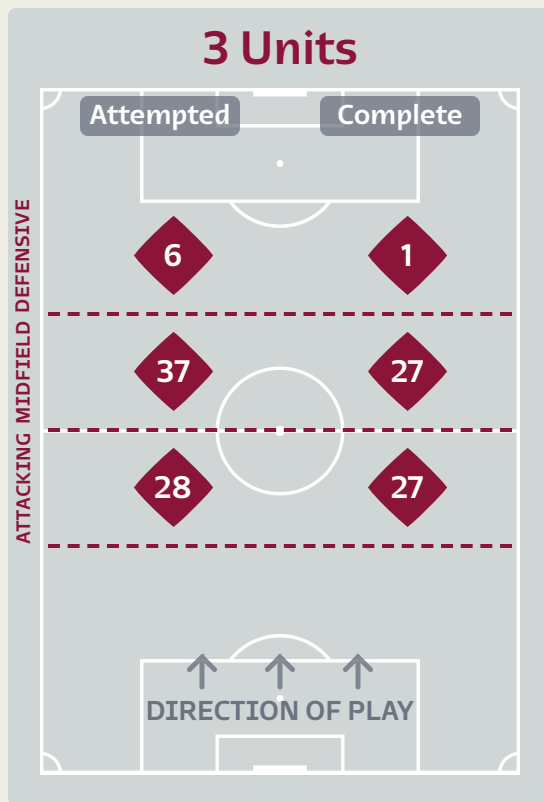 3 Units
Attempted Complete
ATTACKING MIDFIELD DEFENSIVE
6 1
37 27
28 27
DIRECTION OF PLAY